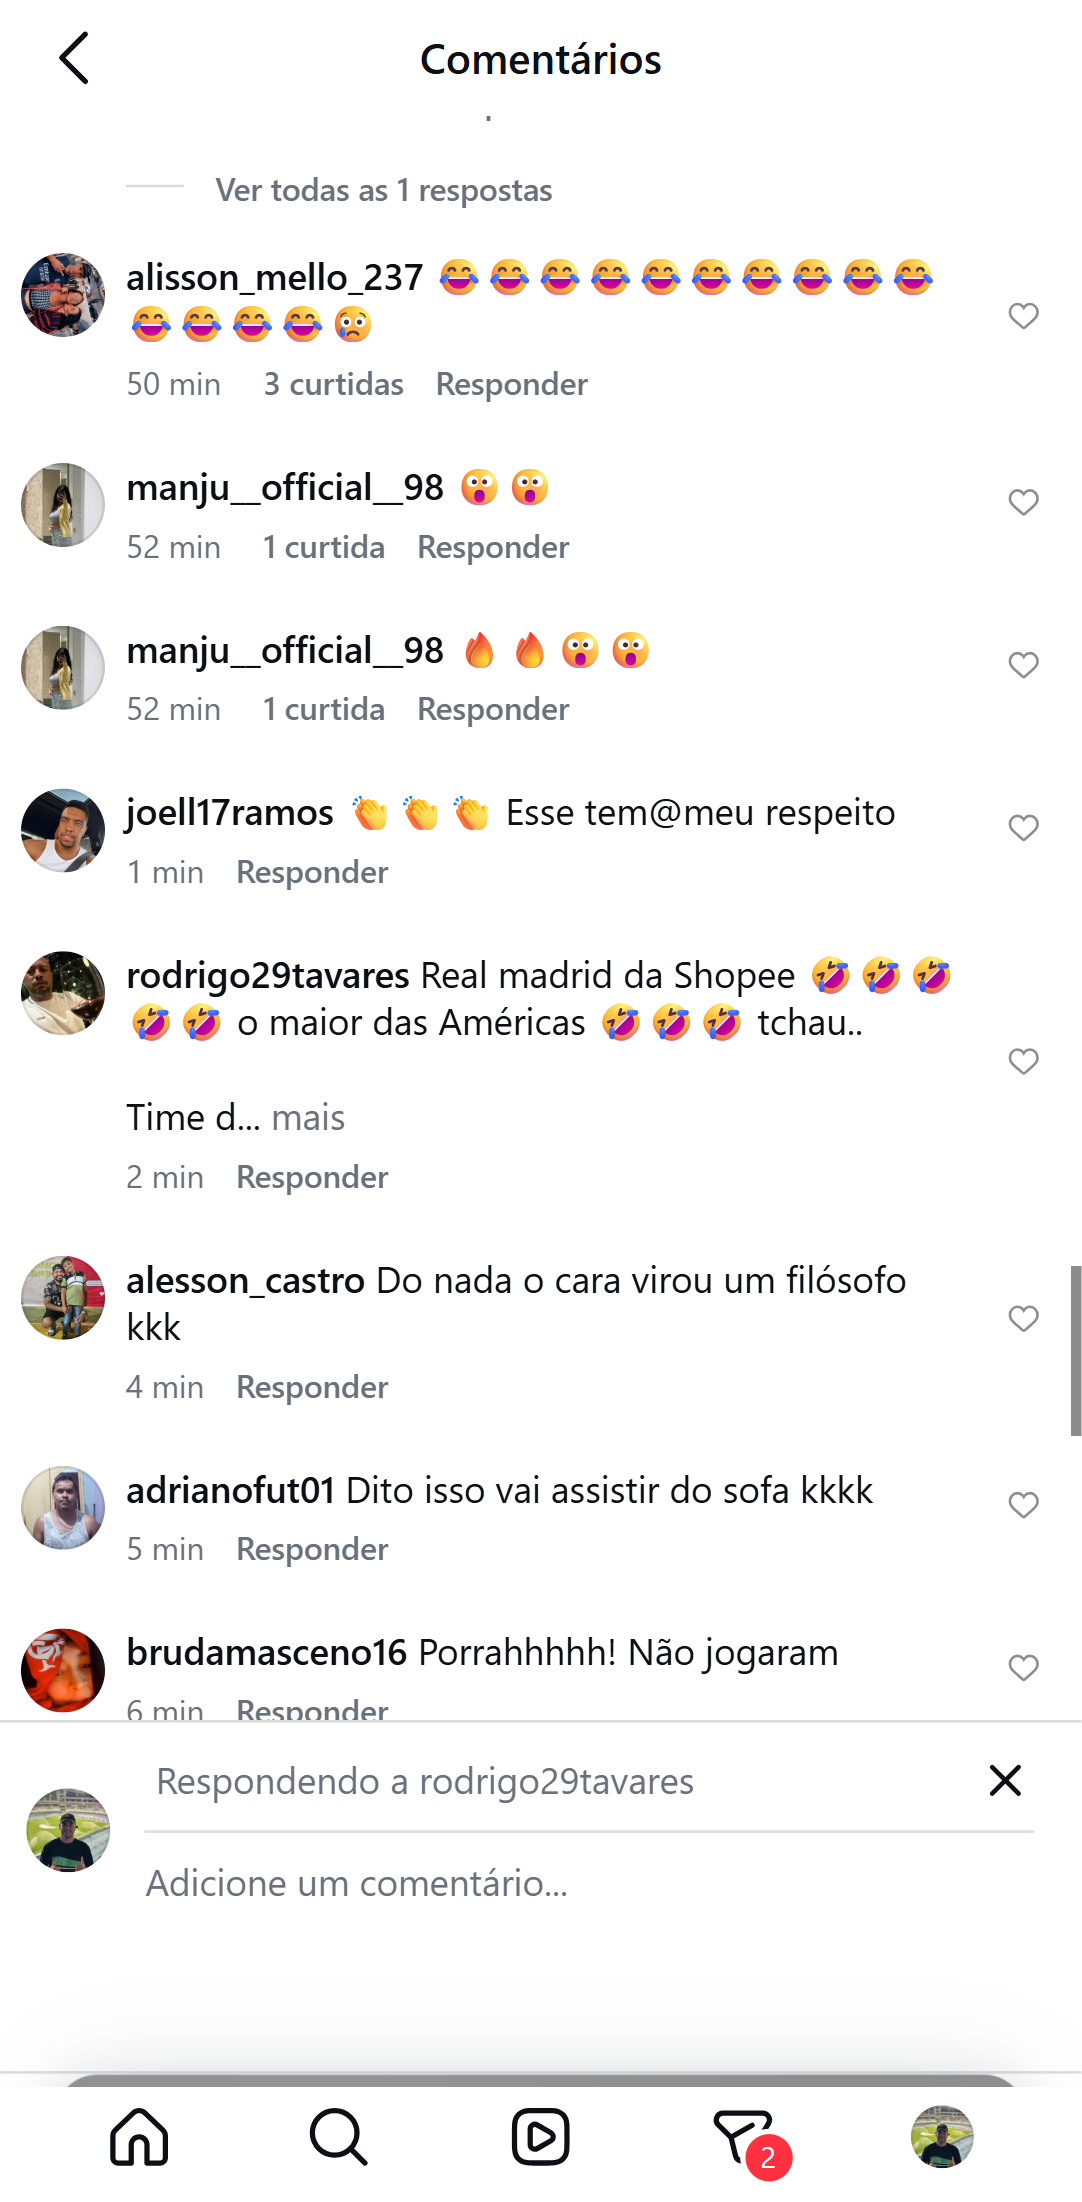 Comentários
Ver todas as 1 respostas
alisson_mello_237 😂😂😂😂😂😂😂😂😂😂
😂😂😂😂😢
50 min 3 curtidas Responder
manju__official__98 😲😲
52 min 1 curtida Responder
manju__official__98 🔥🔥😲😲
52 min 1 curtida Responder
joell17ramos 👏👏👏 Esse tem@meu respeito
1 min Responder
rodrigo29tavares Real madrid da Shopee 🤣🤣🤣
🤣🤣 o maior das Américas 🤣🤣🤣 tchau..
Time d... mais
2 min Responder
alesson_castro Do nada o cara virou um filósofo
kkk
4 min Responder
adrianofut01 Dito isso vai assistir do sofa kkkk
5 min Responder
brudamasceno16 Porrahhhhh! Não jogaram
6 min Responder
Respondendo a rodrigo29tavares
Adicione um comentário...
2